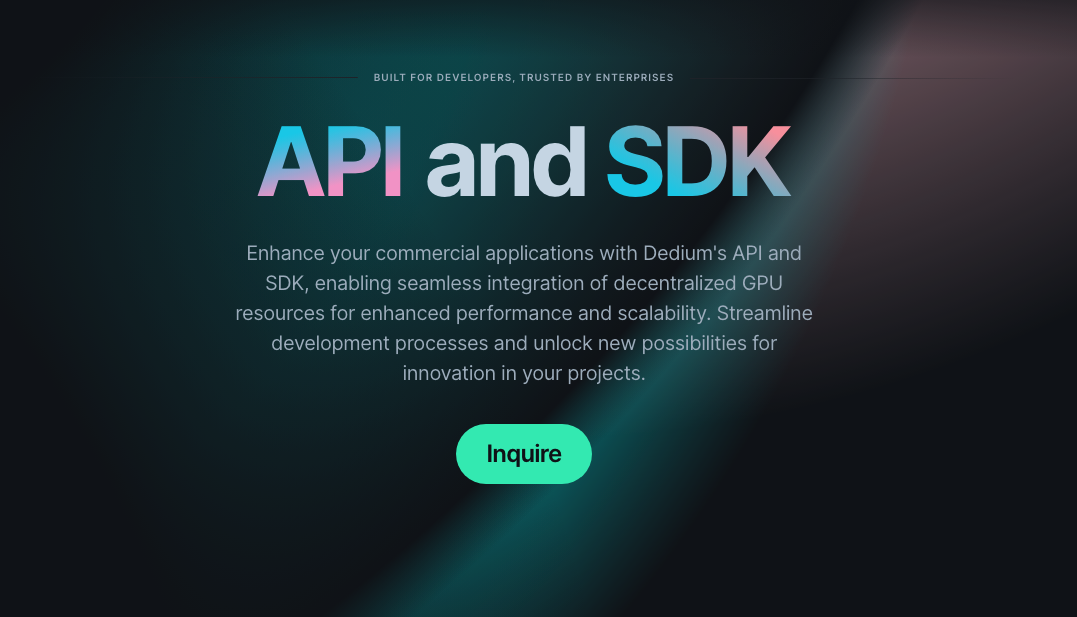 BUILT FOR DEVELOPERS, TRUSTED BY ENTERPRISES
API and SDK
Enhance your commercial applications with Dedium's API and
SDK, enabling seamless integration of decentralized GPU
resources for enhanced performance and scalability. Streamline
development processes and unlock new possibilities for
innovation in your projects.
Inquire